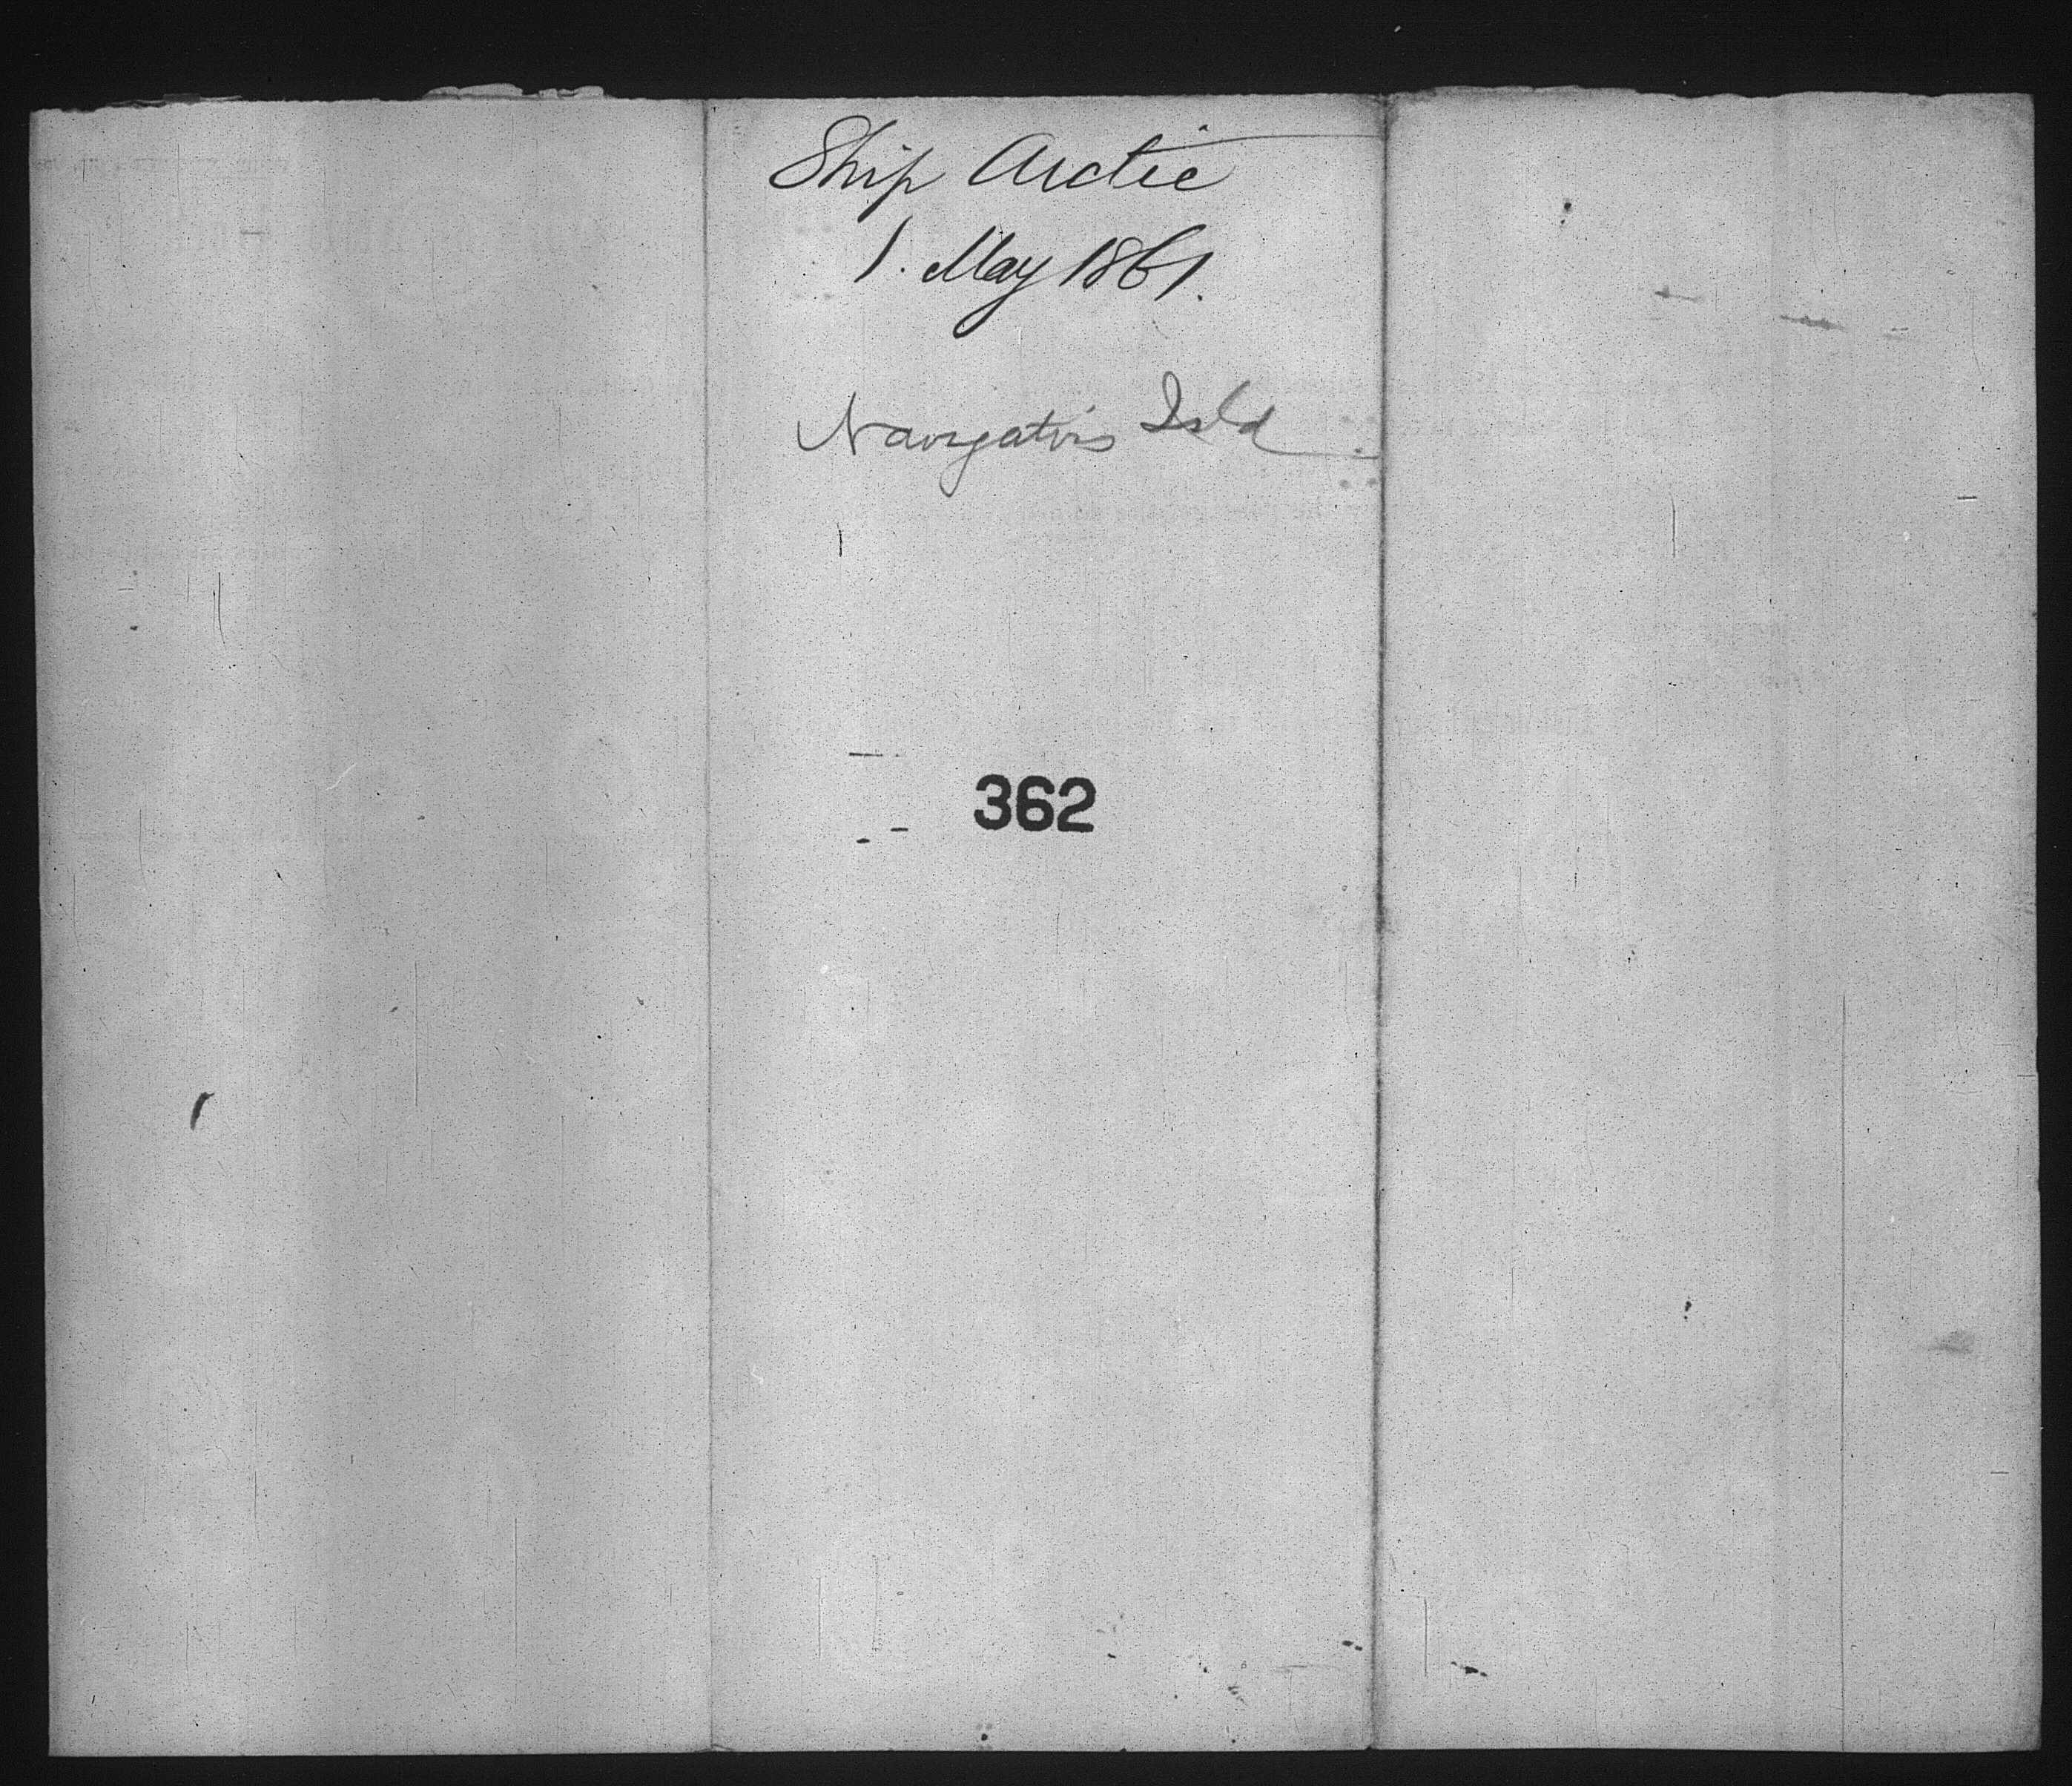 Ship Arctic
1. May 1861.
Navigators Isld
362